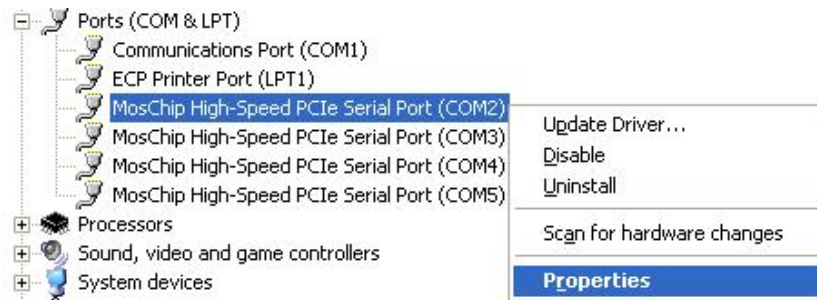 Ports (COM & LPT)
Communications Port (COM1)
ECP Printer Port (LPT1)
MosChip High-Speed PCIe Serial Port (COM2)
MosChip High-Speed PCIe Serial Port (COM3)
MosChip High-Speed PCIe Serial Port (COM4)
MosChip High-Speed PCIe Serial Port (COM5)
Processors
Sound, video and game controllers
System devices
Update Driver...
Disable
Uninstall
Scan for hardware changes
Properties